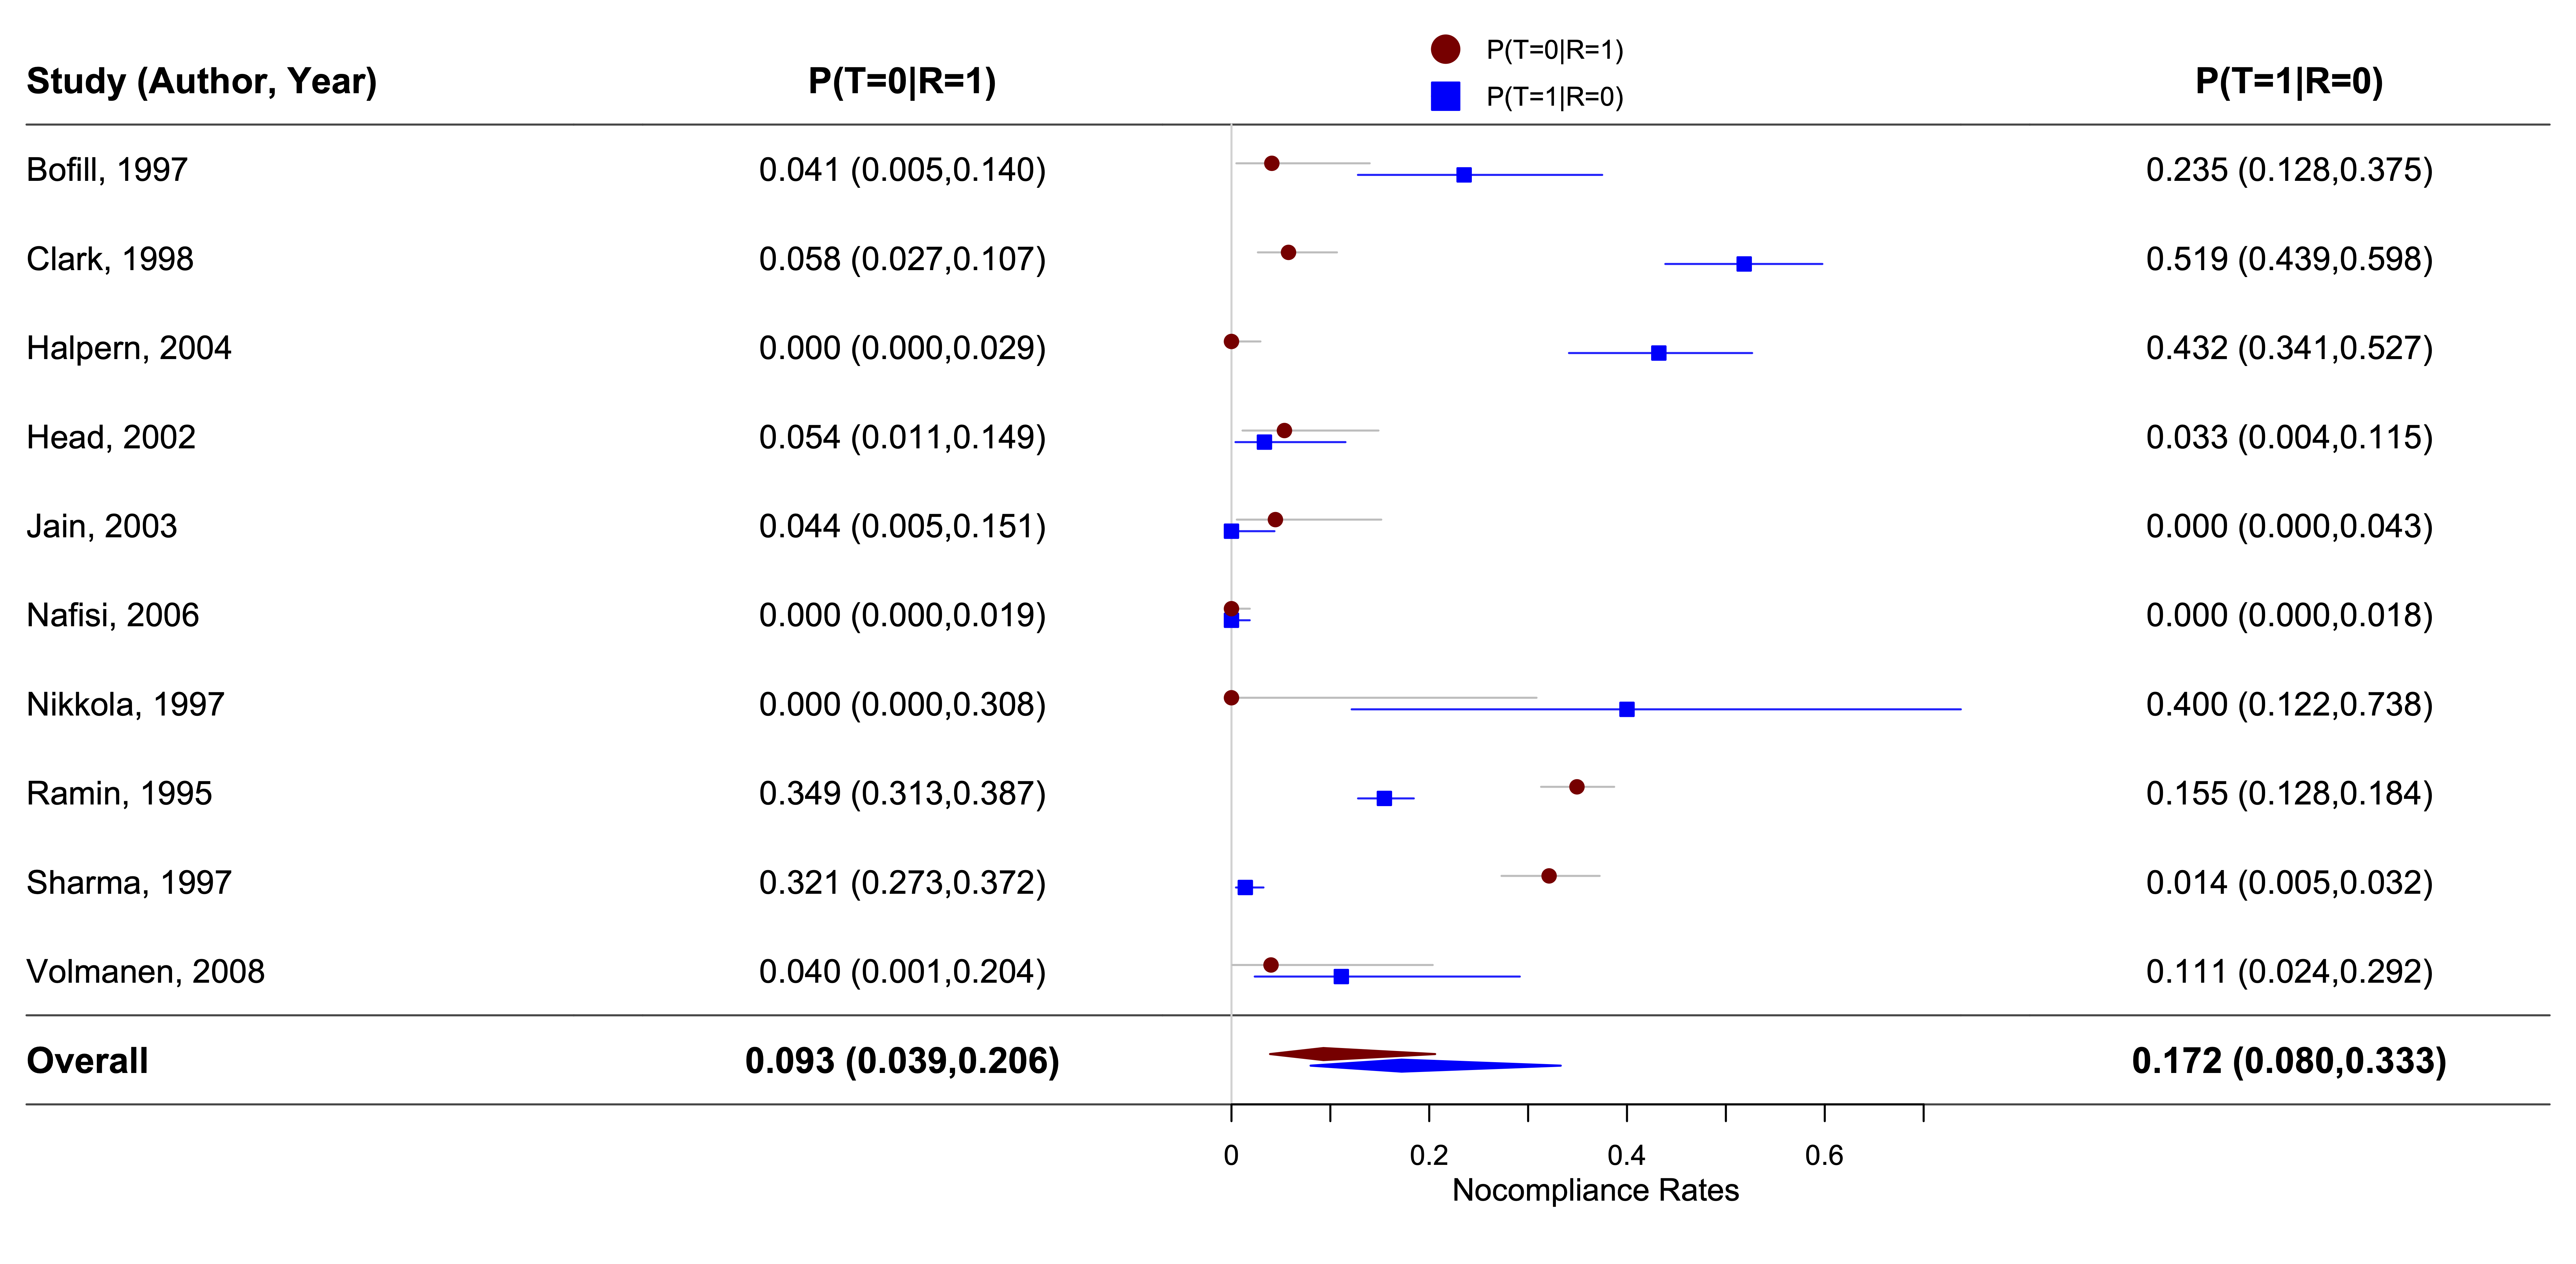 P(T=0|R=1)
P(T=1|R=0)
Study (Author, Year) P(T=0|R=1) P(T=1|R=0)
Bofill, 1997 0.041 (0.005,0.140) 0.235 (0.128,0.375)
Clark, 1998 0.058 (0.027,0.107) 0.519 (0.439,0.598)
Halpern, 2004 0.000 (0.000,0.029) 0.432 (0.341,0.527)
Head, 2002 0.054 (0.011,0.149) 0.033 (0.004,0.115)
Jain, 2003 0.044 (0.005,0.151) 0.000 (0.000,0.043)
Nafisi, 2006 0.000 (0.000,0.019) 0.000 (0.000,0.018)
Nikkola, 1997 0.000 (0.000,0.308) 0.400 (0.122,0.738)
Ramin, 1995 0.349 (0.313,0.387) 0.155 (0.128,0.184)
Sharma, 1997 0.321 (0.273,0.372) 0.014 (0.005,0.032)
Volmanen, 2008 0.040 (0.001,0.204) 0.111 (0.024,0.292)
Overall 0.093 (0.039,0.206) 0.172 (0.080,0.333)
0 0.2 0.4 0.6
Nocompliance Rates